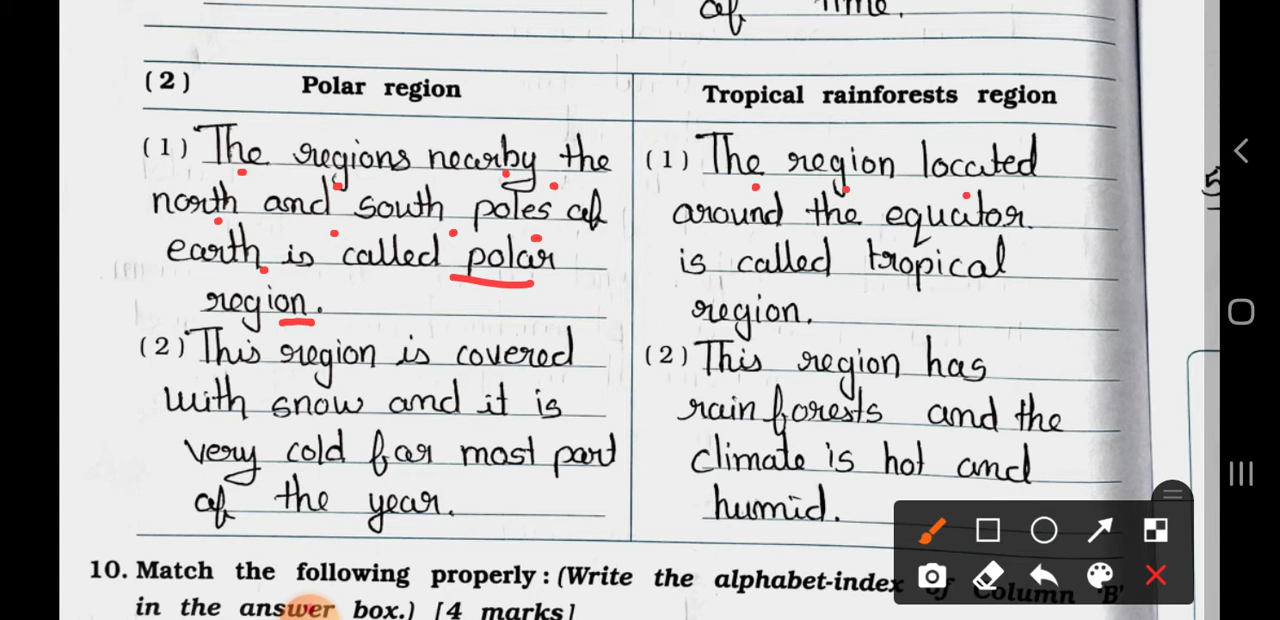 of time.
(2) Polar region
Tropical rainforests region
(1) The regions nearby the
north and south poles of
earth is called polar
region.
(2) This region is covered
with snow and it is
very cold for most part
of the year.
(1) The region located
around the equator
is called tropical
region.
(2) This region has
rain forests and the
climate is hot and
humid.
10. Match the following properly : (Write the alphabet-index of Column 'B'
in the answer box.) [4 marks]
5